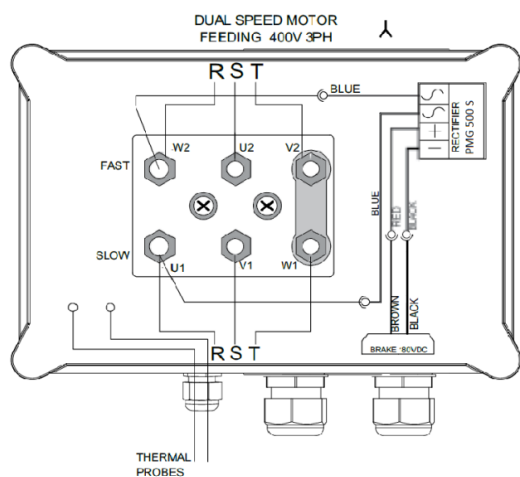 DUAL SPEED MOTOR
FEEDING 400V 3PH
R S T
BLUE
W2
U2
V2
FAST
RECTIFIER
PMG 500 S
S
S
+
-
BLUE
RED
BLACK
SLOW
U1
V1
W1
BROWN
BLACK
R S T
BRAKE 180VDC
THERMAL
PROBES